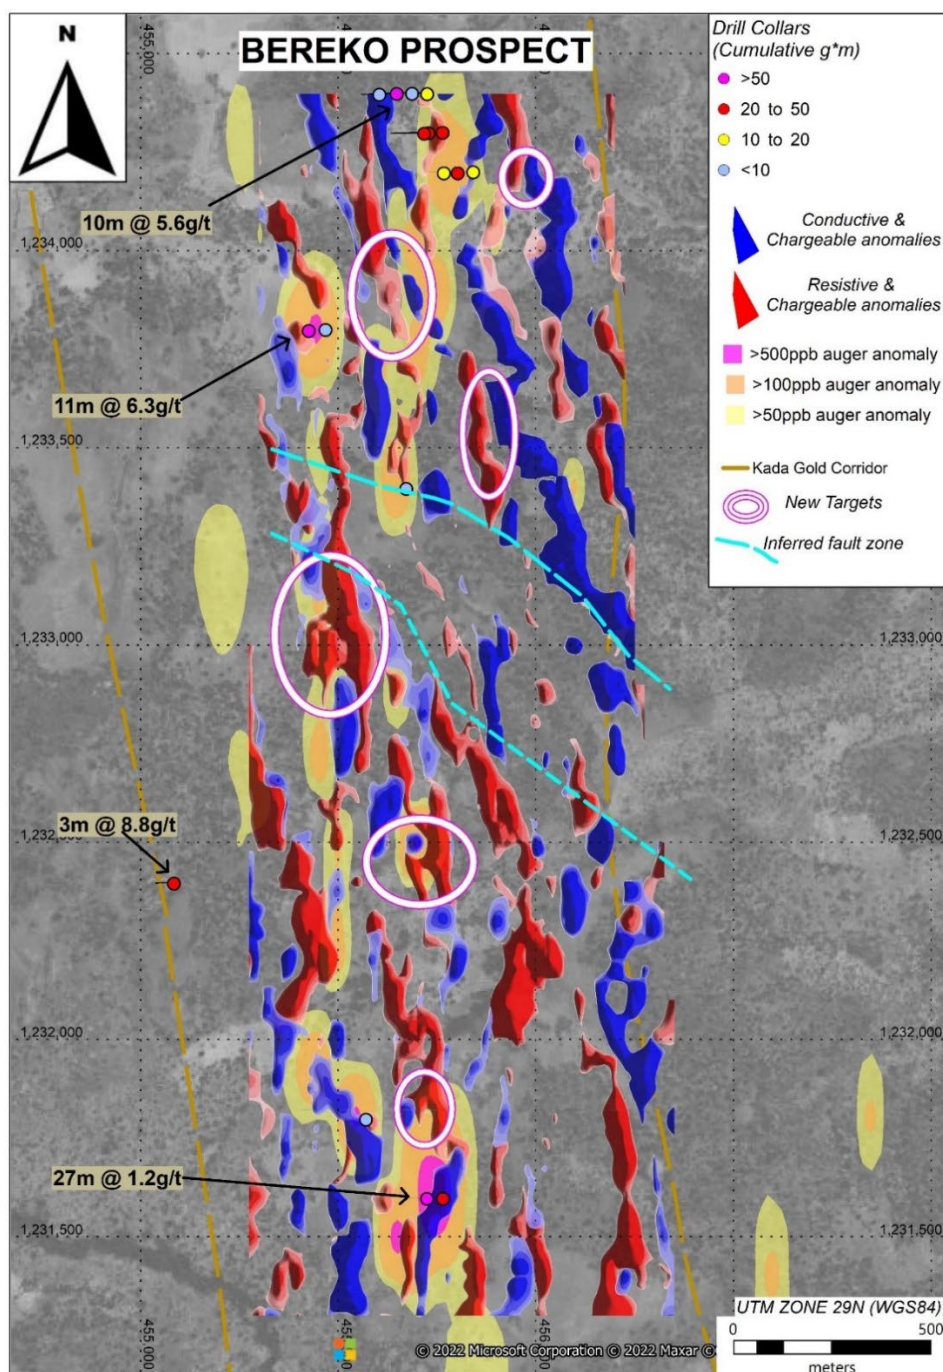 N
BEREKO PROSPECT
455,000
Drill Collars
(Cumulative g*m)
>50
20 to 50
10 to 20
<10
Conductive &
Chargeable anomalies
Resistive &
Chargeable anomalies
>500ppb auger anomaly
>100ppb auger anomaly
>50ppb auger anomaly
Kada Gold Corridor
New Targets
Inferred fault zone
10m @ 5.6g/t
1,234,000
11m @ 6.3g/t
1,233,500
1,233,000
1,233,000
3m @ 8.8g/t
1,232,500
1,232,000
1,232,000
27m @ 1.2g/t
1,231,500
1,231,500
455,000
UTM ZONE 29N (WGS84)
0
500
meters
© 2022 Microsoft Corporation © 2022 Maxar ©